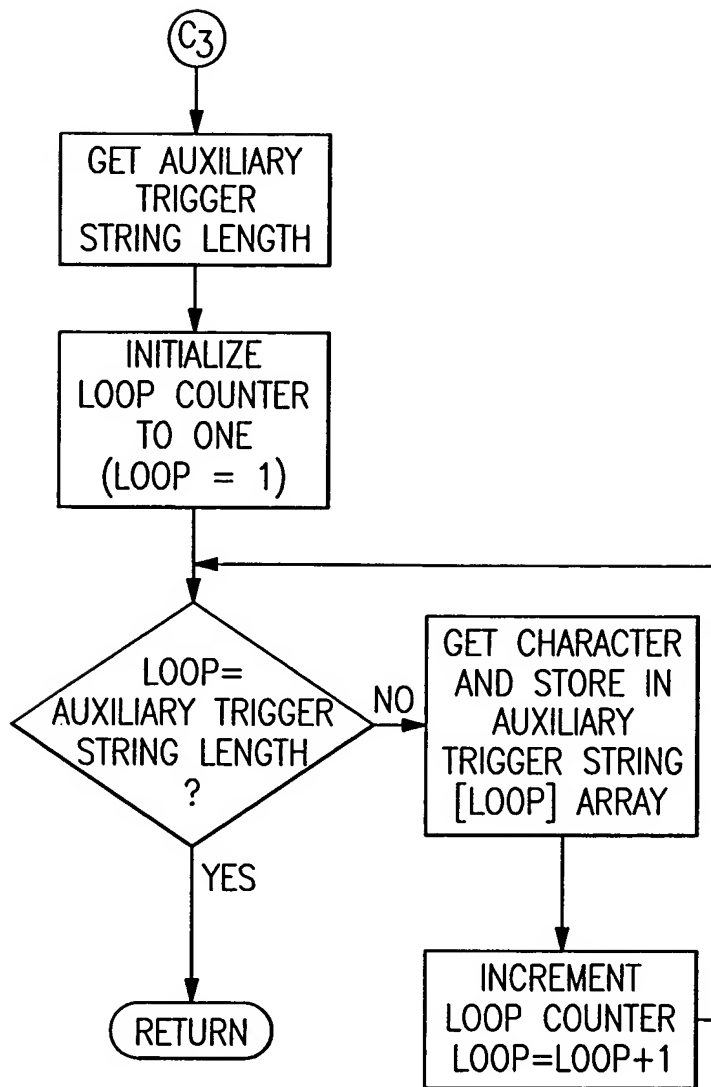 C3
GET AUXILIARY
TRIGGER
STRING LENGTH
INITIALIZE
LOOP COUNTER
TO ONE
(LOOP = 1)
LOOP=
AUXILIARY TRIGGER
STRING LENGTH
?
NO
GET CHARACTER
AND STORE IN
AUXILIARY
TRIGGER STRING
[LOOP] ARRAY
YES
INCREMENT
LOOP COUNTER
LOOP=LOOP+1
RETURN